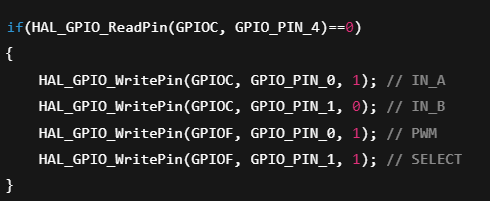 if(HAL_GPIO_ReadPin(GPIOC, GPIO_PIN_4)==0)
{
    HAL_GPIO_WritePin(GPIOC, GPIO_PIN_0, 1); // IN_A
    HAL_GPIO_WritePin(GPIOC, GPIO_PIN_1, 0); // IN_B
    HAL_GPIO_WritePin(GPIOF, GPIO_PIN_0, 1); // PWM
    HAL_GPIO_WritePin(GPIOF, GPIO_PIN_1, 1); // SELECT
}